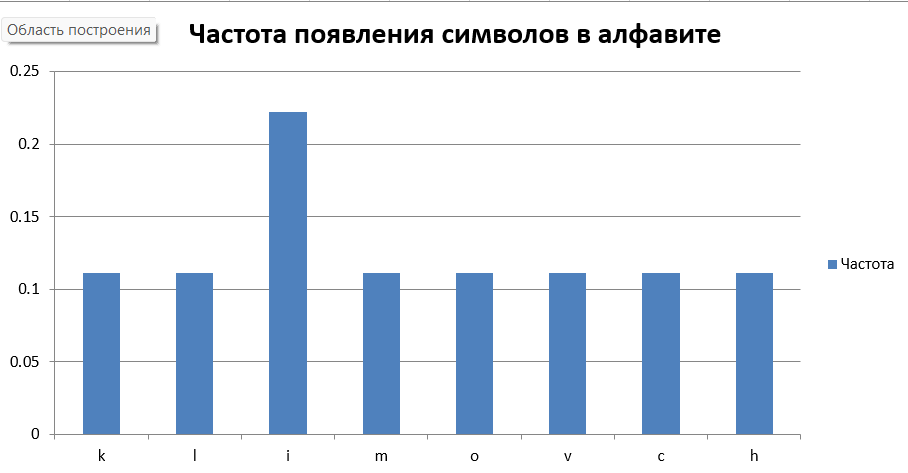 Область построения
Частота появления символов в алфавите
0.25
0.2
0.15
0.1
0.05
0
k l i m o v c h
Частота